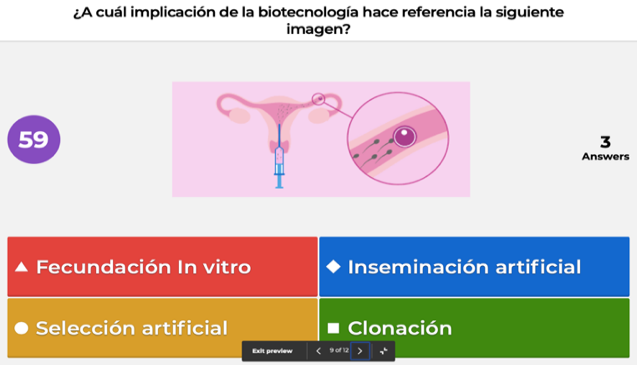 ¿A cuál implicación de la biotecnología hace referencia la siguiente
imagen?
59
3
Answers
Fecundación In vitro
Inseminación artificial
Selección artificial
Clonación
Exit preview
9 of 12